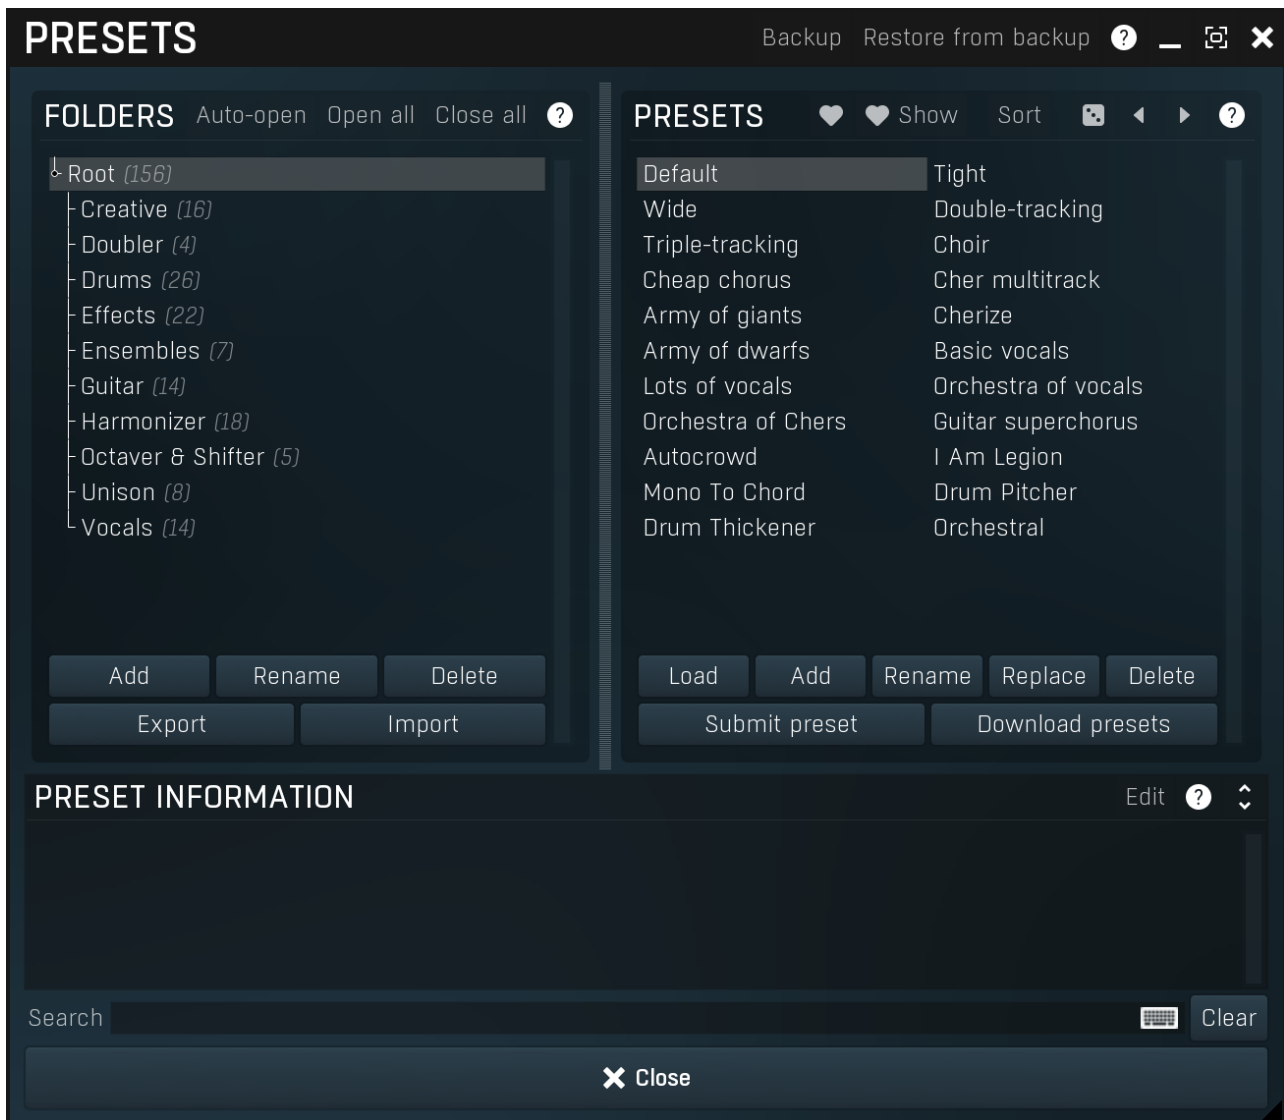 PRESETS Backup Restore from backup ?
FOLDERS Auto-open Open all Close all ?
Root (156)
Creative (16)
Doubler (4)
Drums (26)
Effects (22)
Ensembles (7)
Guitar (14)
Harmonizer (18)
Octaver & Shifter (5)
Unison (8)
Vocals (14)
Add Rename Delete
Export Import
PRESETS Show Sort ?
Default Tight
Wide Double-tracking
Triple-tracking Choir
Cheap chorus Cher multitrack
Army of giants Cherize
Army of dwarfs Basic vocals
Lots of vocals Orchestra of vocals
Orchestra of Chers Guitar superchorus
Autocrowd I Am Legion
Mono To Chord Drum Pitcher
Drum Thickener Orchestral
Load Add Rename Replace Delete
Submit preset Download presets
PRESET INFORMATION Edit ?
Search Clear
Close